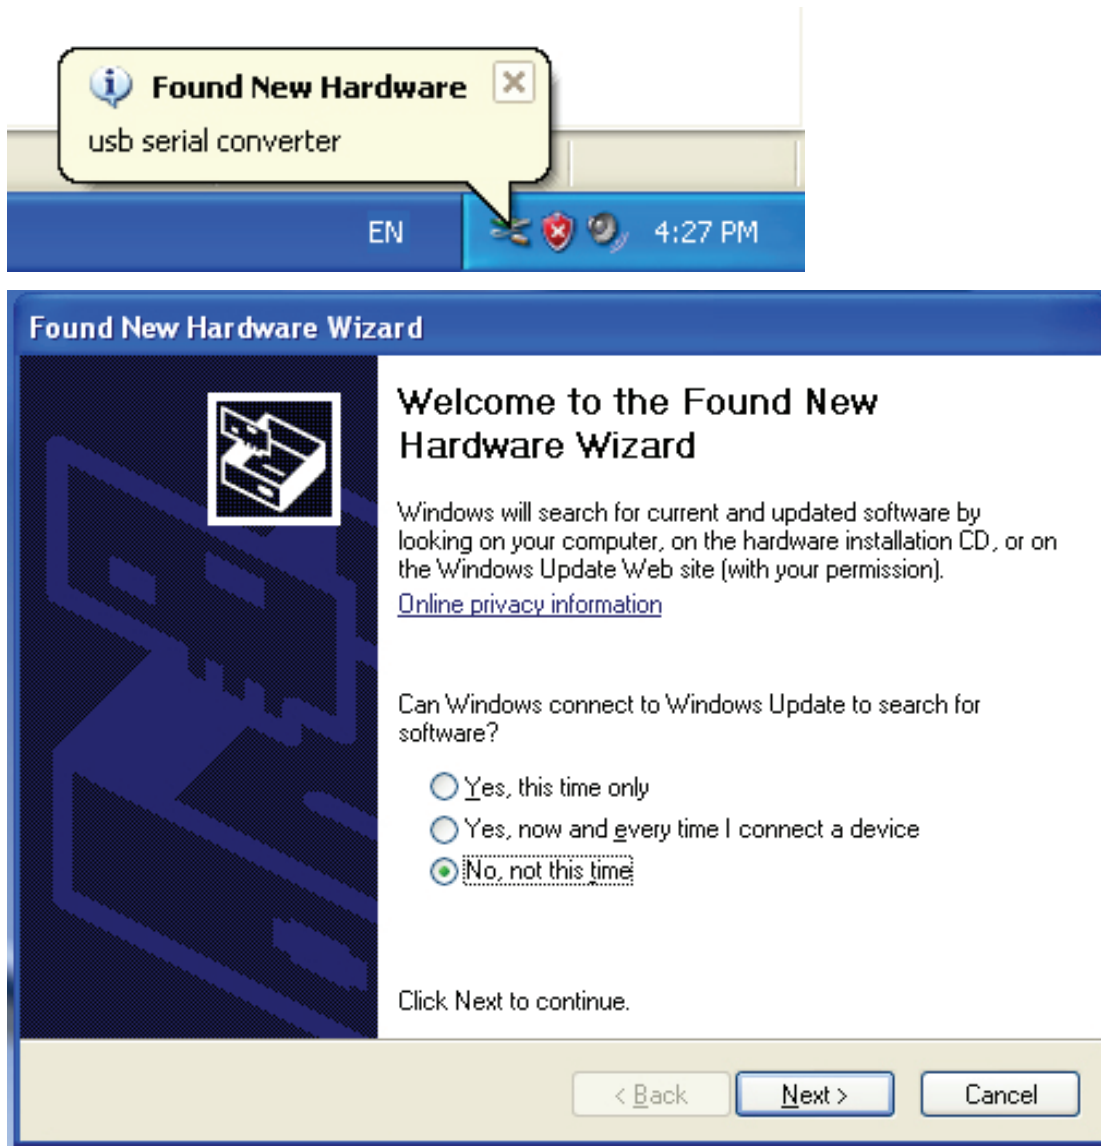 Found New Hardware
usb serial converter
EN
4:27 PM
Found New Hardware Wizard
Welcome to the Found New
Hardware Wizard
Windows will search for current and updated software by
looking on your computer, on the hardware installation CD, or on
the Windows Update Web site (with your permission).
Online privacy information
Can Windows connect to Windows Update to search for
software?
Yes, this time only
Yes, now and every time I connect a device
No, not this time
Click Next to continue.
< Back
Next >
Cancel